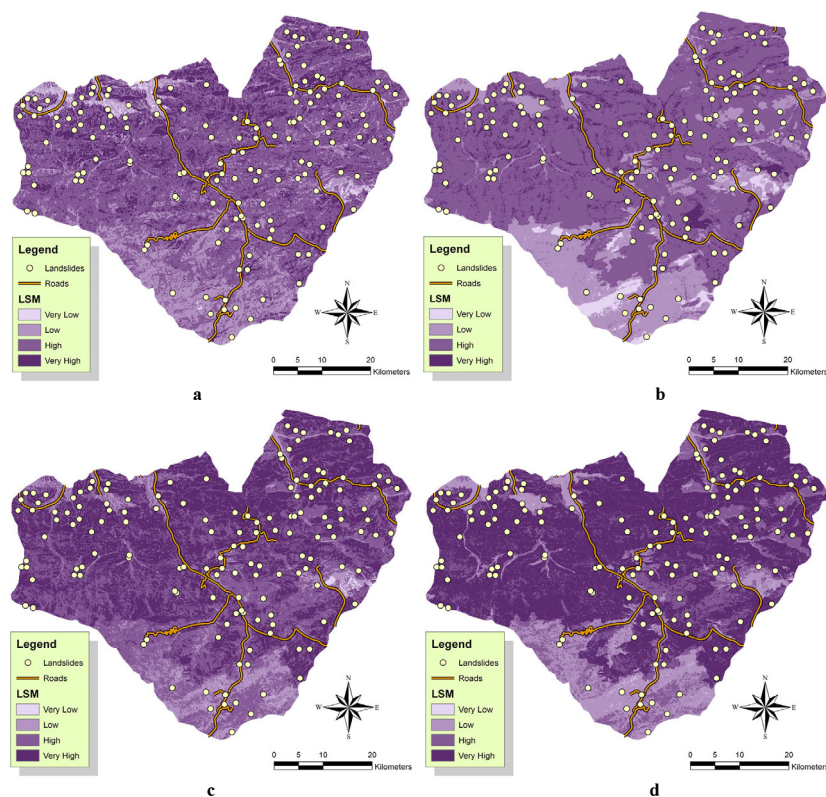 Legend
Landslides
Roads
LSM
Very Low
Low
High
Very High
N
W E
S
0 5 10 20
Kilometers
a
Legend
Landslides
Roads
LSM
Very Low
Low
High
Very High
N
W E
S
0 5 10 20
Kilometers
b
Legend
Landslides
Roads
LSM
Very Low
Low
High
Very High
N
W E
S
0 5 10 20
Kilometers
c
Legend
Landslides
Roads
LSM
Very Low
Low
High
Very High
N
W E
S
0 5 10 20
Kilometers
d